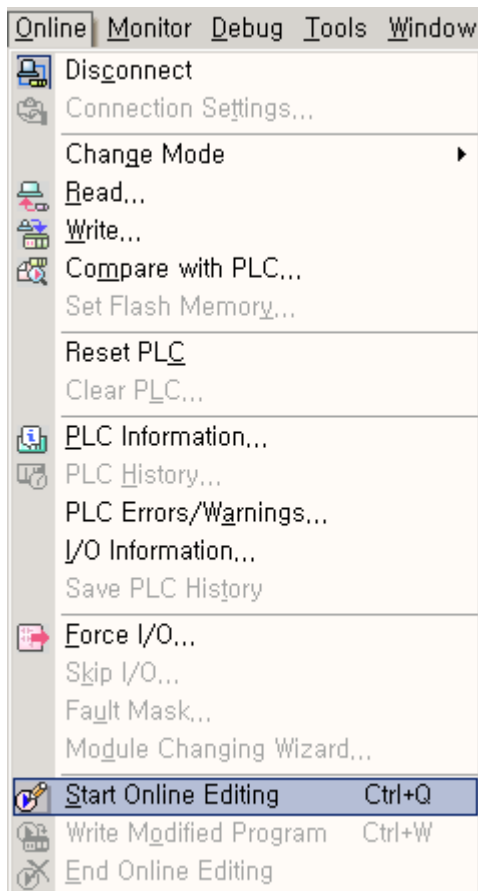 Online Monitor Debug Tools Window
Disconnect
Connection Settings...
Change Mode
Read...
Write...
Compare with PLC...
Set Flash Memory...
Reset PLC
Clear PLC...
PLC Information...
PLC History...
PLC Errors/Warnings...
I/O Information...
Save PLC History
Force I/O...
Skip I/O...
Fault Mask...
Module Changing Wizard...
Start Online Editing Ctrl+Q
Write Modified Program Ctrl+W
End Online Editing